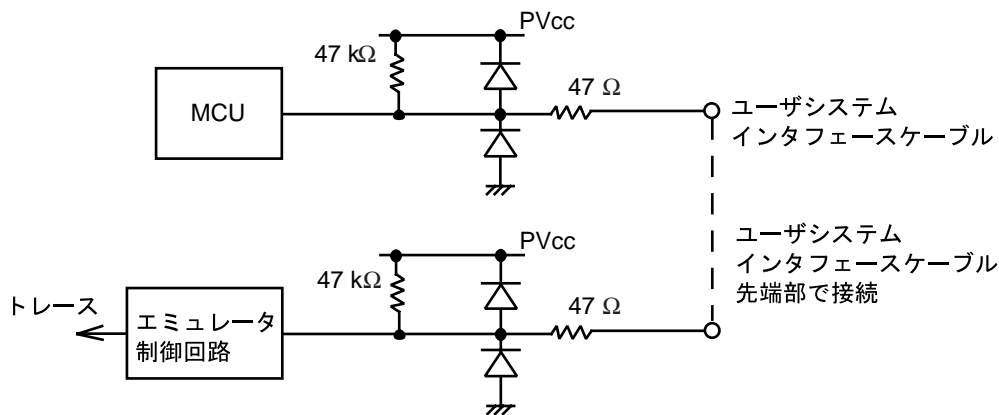 PVcc
47 kΩ
47 Ω
MCU
ユーザシステム
インタフェースケーブル
PVcc
ユーザシステム
インタフェースケーブル
先端部で接続
47 kΩ
47 Ω
トレース
エミュレータ
制御回路